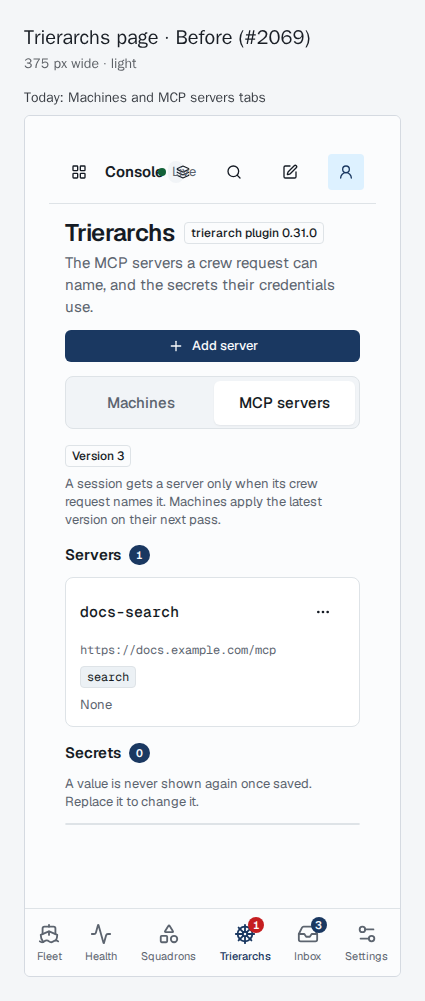 Trierarchs page · Before (#2069)
375 px wide · light
Today: Machines and MCP servers tabs
Console
Trierarchs trierarch plugin 0.31.0
The MCP servers a crew request can
name, and the secrets their credentials
use.
+ Add server
Machines MCP servers
Version 3
A session gets a server only when its crew
request names it. Machines apply the latest
version on their next pass.
Servers 1
docs-search ...
https://docs.example.com/mcp
search
None
Secrets 0
A value is never shown again once saved.
Replace it to change it.
1 3
Fleet Health Squadrons Trierarchs Inbox Settings